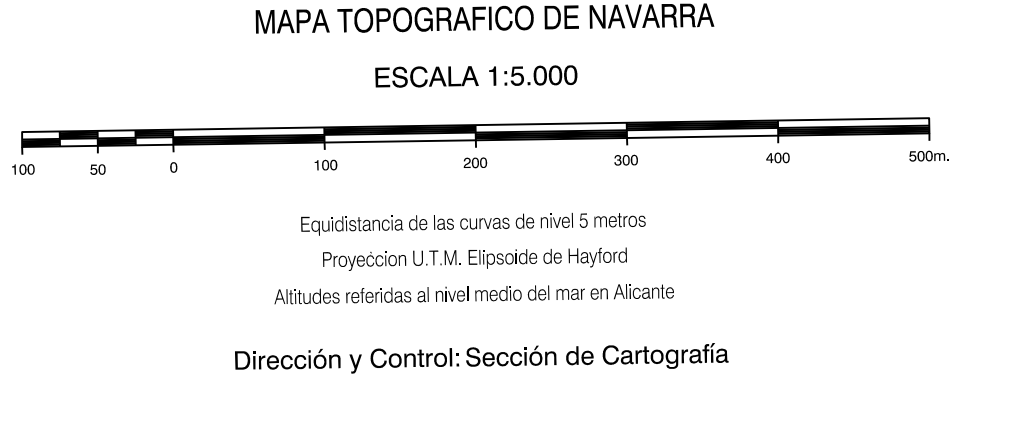 MAPA TOPOGRAFICO DE NAVARRA
ESCALA 1:5.000
100 50 0 100 200 300 400 500m.
Equidistancia de las curvas de nivel 5 metros
Proyección U.T.M. Elipsoide de Hayford
Altitudes referidas al nivel medio del mar en Alicante
Dirección y Control: Sección de Cartografía